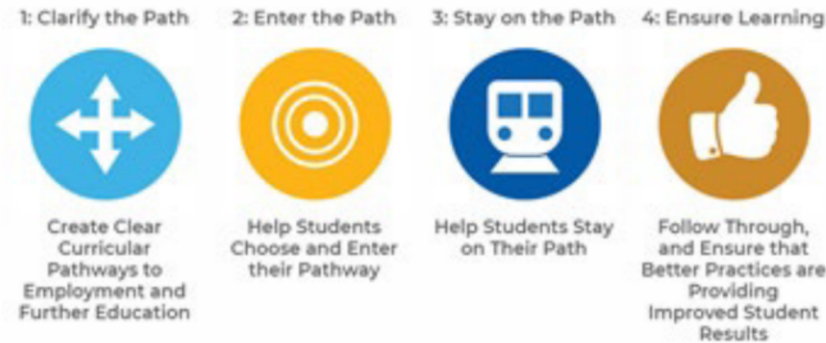 1: Clarify the Path
2: Enter the Path
3: Stay on the Path
4: Ensure Learning
Create Clear
Curricular
Pathways to
Employment and
Further Education
Help Students
Choose and Enter
their Pathway
Help Students Stay
on Their Path
Follow Through,
and Ensure that
Better Practices are
Providing
Improved Student
Results